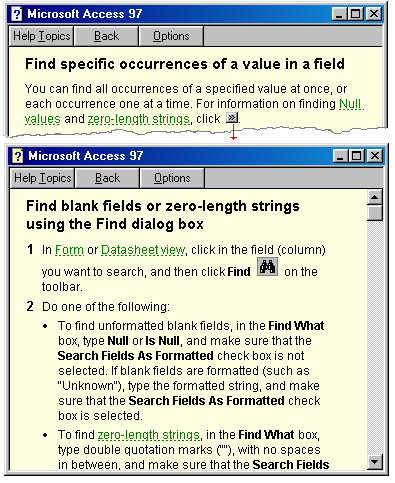 Microsoft Access 97
Help Topics Back Options
Find specific occurrences of a value in a field
You can find all occurrences of a specified value at once, or
each occurrence one at a time. For information on finding Null
values and zero-length strings, click
Microsoft Access 97
Help Topics Back Options
Find blank fields or zero-length strings
using the Find dialog box
1 In Form or Datasheet view, click in the field (column)
you want to search, and then click Find on the
toolbar.
2 Do one of the following:
• To find unformatted blank fields, in the Find What
box, type Null or Is Null, and make sure that the
Search Fields As Formatted check box is not
selected. If blank fields are formatted (such as
"Unknown"), type the formatted string, and make
sure that the Search Fields As Formatted check
box is selected.
• To find zero-length strings, in the Find What box,
type double quotation marks (""), with no spaces
in between, and make sure that the Search Fields